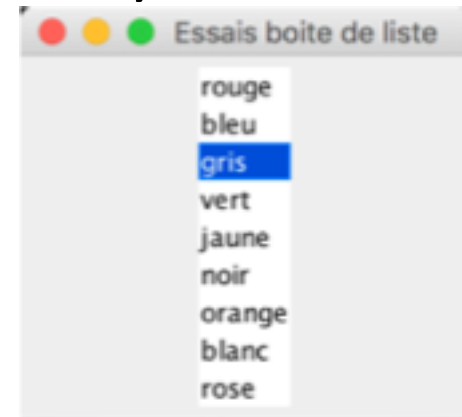 Essais boite de liste
rouge
bleu
gris
vert
jaune
noir
orange
blanc
rose